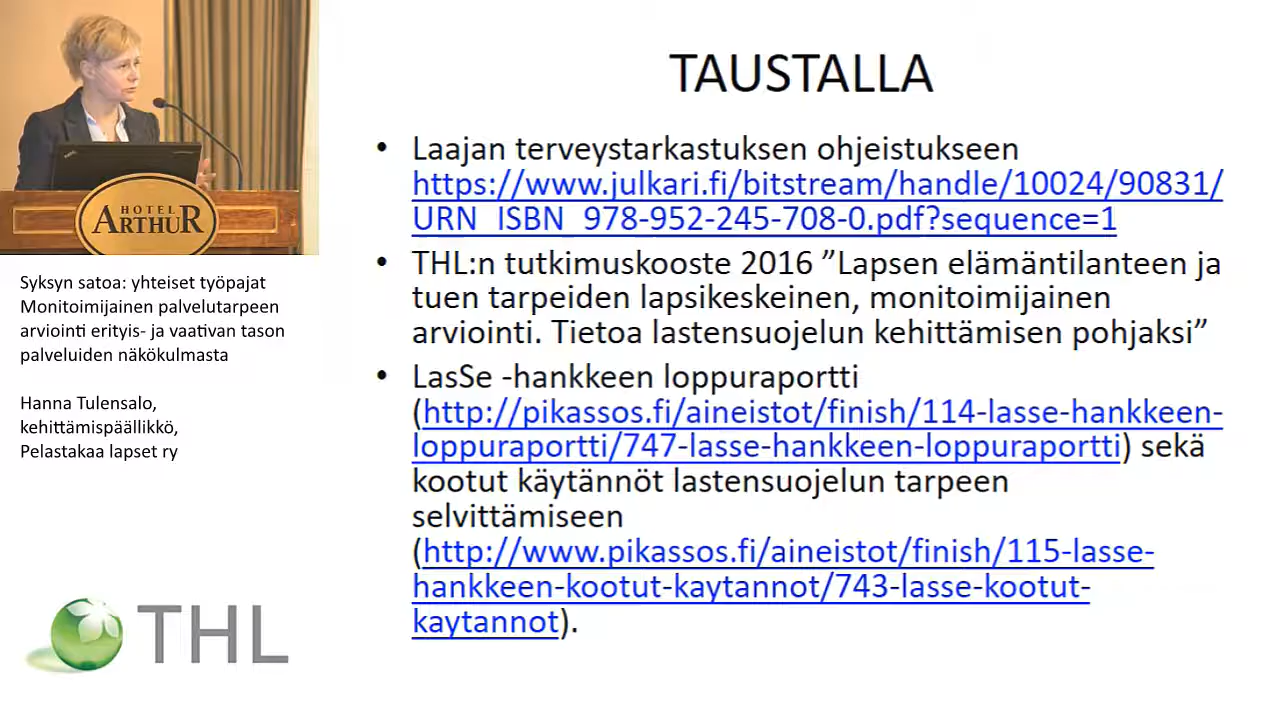 HOTEL
ARTHUR
Syksyn satoa: yhteiset työpajat
Monitoimijainen palvelutarpeen
arviointi erityis- ja vaativan tason
palveluiden näkökulmasta
Hanna Tulensalo,
kehittämispäällikkö,
Pelastakaa lapset ry
THL
TAUSTALLA
• Laajan terveystarkastuksen ohjeistukseen
https://www.julkari.fi/bitstream/handle/10024/90831/
URN_ISBN_978-952-245-708-0.pdf?sequence=1
• THL:n tutkimuskooste 2016 ”Lapsen elämäntilanteen ja
tuen tarpeiden lapsikeskeinen, monitoimijainen
arviointi. Tietoa lastensuojelun kehittämisen pohjaksi”
• LasSe -hankkeen loppuraportti
(http://pikassos.fi/aineistot/finish/114-lasse-hankkeen-
loppuraportti/747-lasse-hankkeen-loppuraportti) sekä
kootut käytännöt lastensuojelun tarpeen
selvittämiseen
(http://www.pikassos.fi/aineistot/finish/115-lasse-
hankkeen-kootut-kaytannot/743-lasse-kootut-
kaytannot).